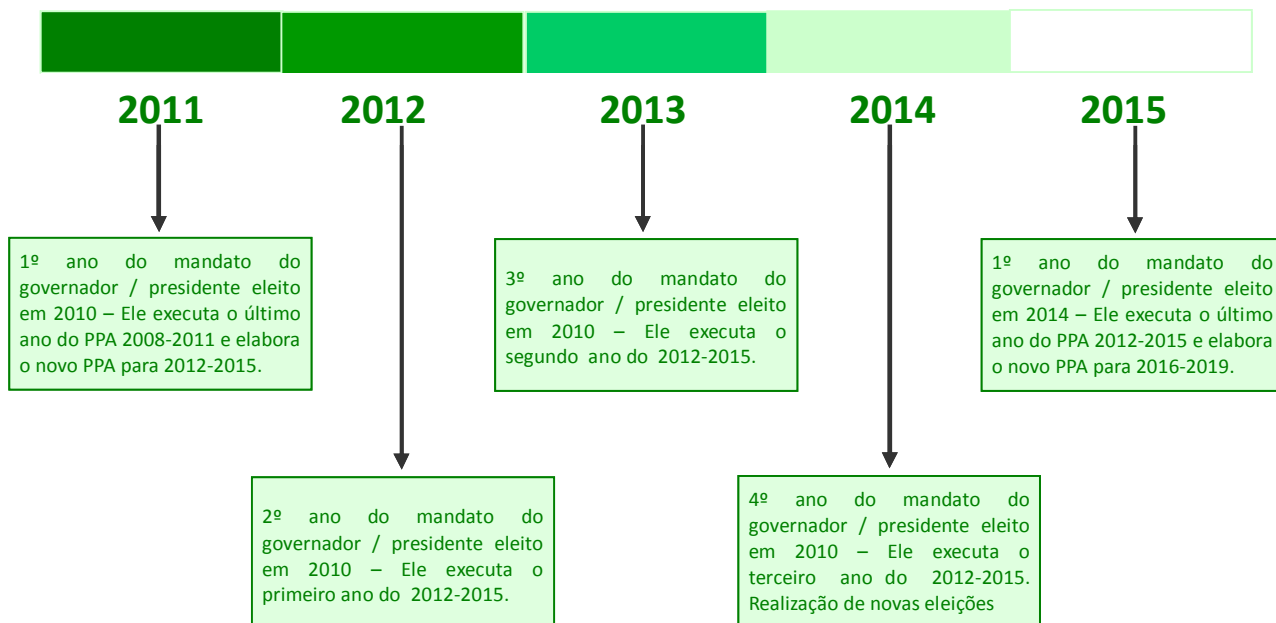 2011
2012
2013
2014
2015
1º ano do mandato do
governador / presidente eleito
em 2010 – Ele executa o último
ano do PPA 2008-2011 e elabora
o novo PPA para 2012-2015.
2º ano do mandato do
governador / presidente eleito
em 2010 – Ele executa o
primeiro ano do 2012-2015.
3º ano do mandato do
governador / presidente eleito
em 2010 – Ele executa o
segundo ano do 2012-2015.
4º ano do mandato do
governador / presidente eleito
em 2010 – Ele executa o
terceiro ano do 2012-2015.
Realização de novas eleições
1º ano do mandato do
governador / presidente eleito
em 2014 – Ele executa o último
ano do PPA 2012-2015 e elabora
o novo PPA para 2016-2019.